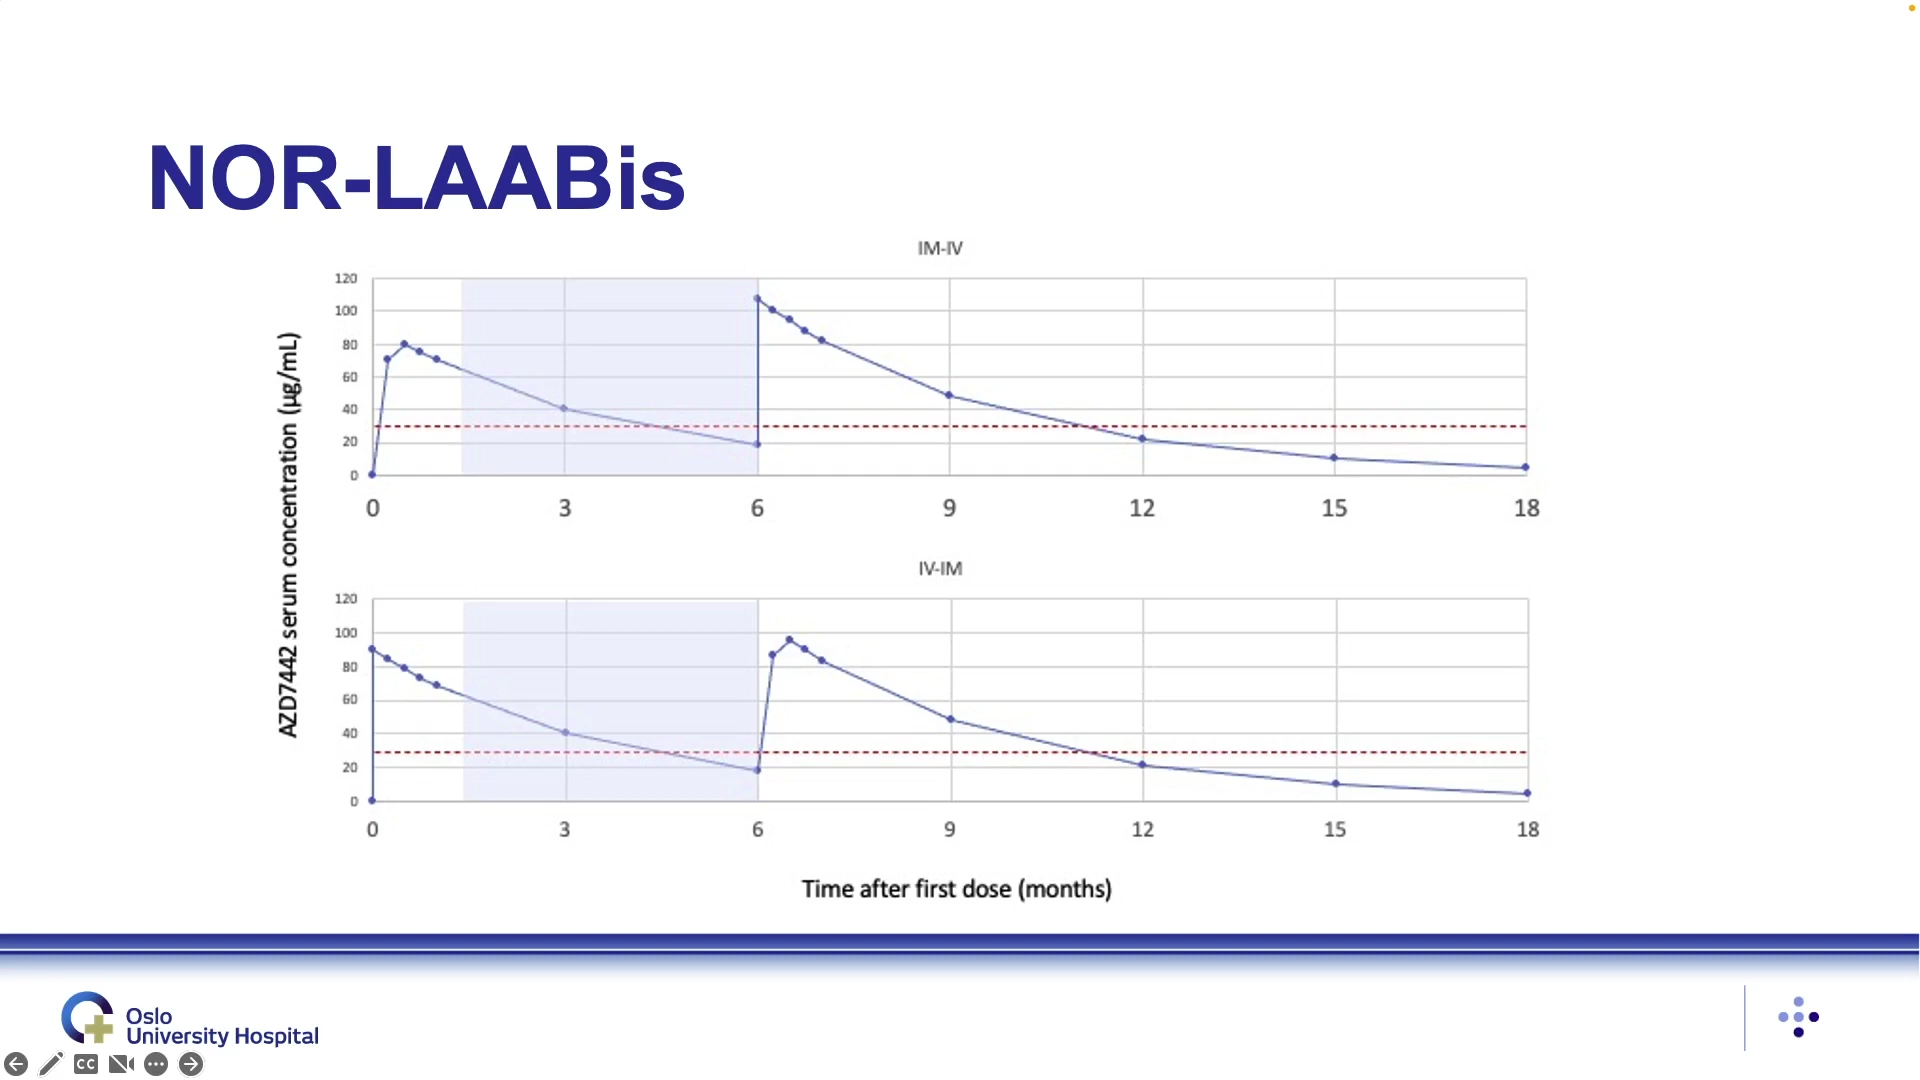 NOR-LAABis
IM-IV
120
100
80
60
40
20
0
0 3 6 9 12 15 18
AZD7442 serum concentration (µg/mL)
IV-IM
120
100
80
60
40
20
0
0 3 6 9 12 15 18
Time after first dose (months)
Oslo
University Hospital
CC